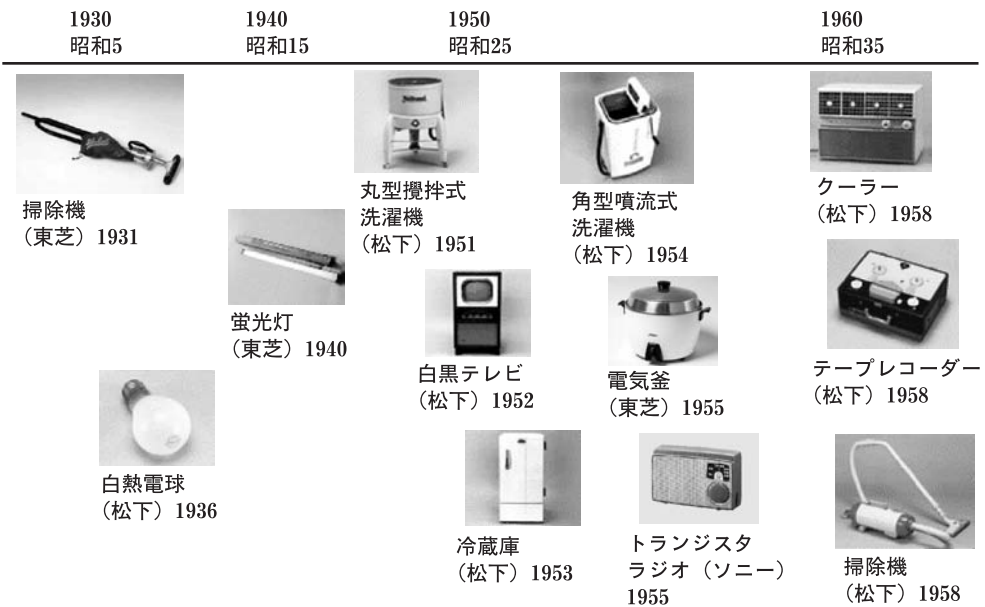 1930
昭和5
1940
昭和15
1950
昭和25
1960
昭和35
掃除機
（東芝）1931
蛍光灯
（東芝）1940
白熱電球
（松下）1936
丸型攪拌式
洗濯機
（松下）1951
白黒テレビ
（松下）1952
冷蔵庫
（松下）1953
角型噴流式
洗濯機
（松下）1954
電気釜
（東芝）1955
トランジスタ
ラジオ（ソニー）
1955
クーラー
（松下）1958
テープレコーダー
（松下）1958
掃除機
（松下）1958